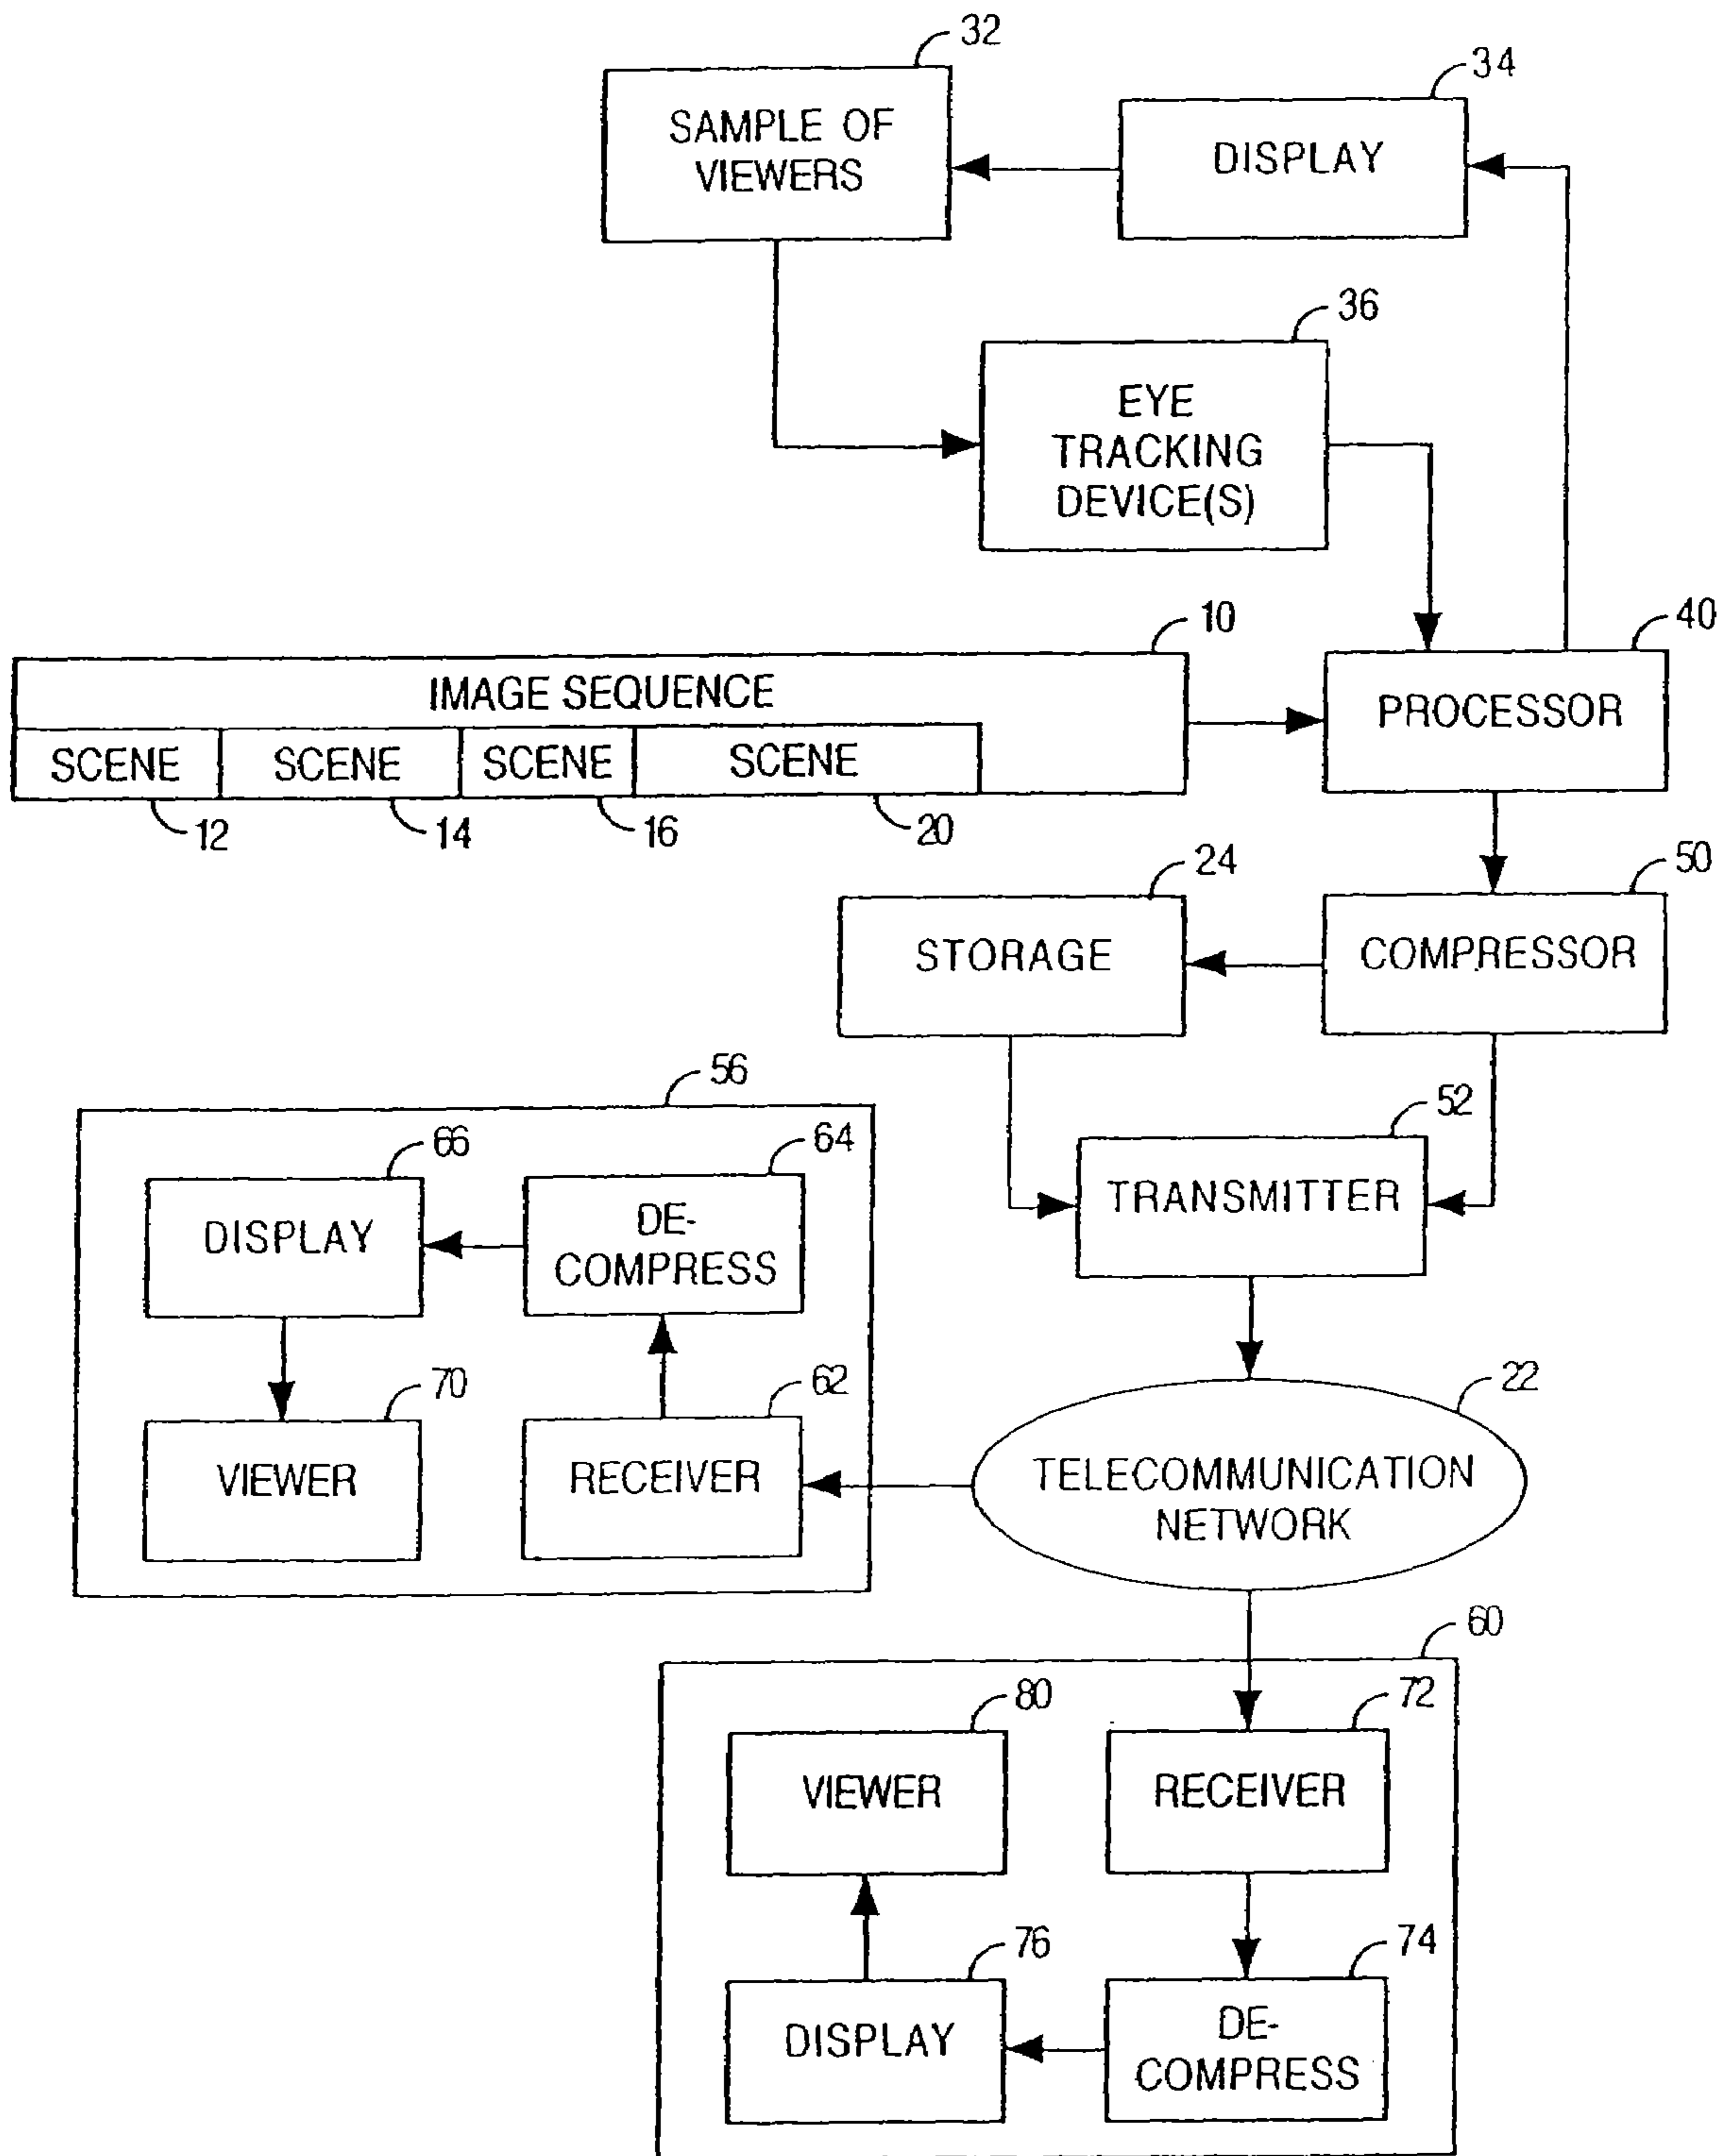 32
SAMPLE OF
VIEWERS
34
DISPLAY
36
EYE
TRACKING
DEVICE(S)
10
IMAGE SEQUENCE
SCENE
SCENE
SCENE
SCENE
12
14
16
20
40
PROCESSOR
24
STORAGE
50
COMPRESSOR
52
TRANSMITTER
56
66
DISPLAY
64
DE-
COMPRESS
70
VIEWER
62
RECEIVER
22
TELECOMMUNICATION
NETWORK
60
80
VIEWER
72
RECEIVER
76
DISPLAY
74
DE-
COMPRESS